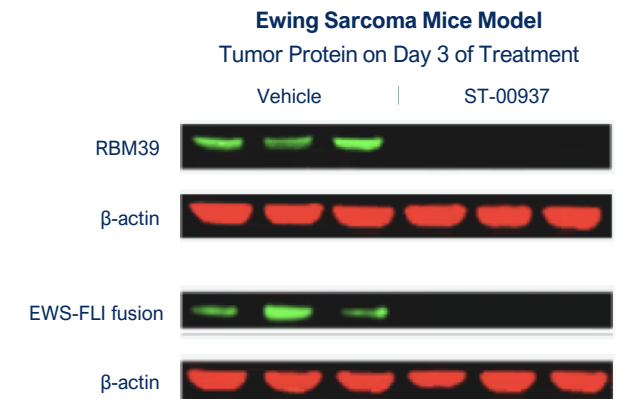 Ewing Sarcoma Mice Model
Tumor Protein on Day 3 of Treatment
Vehicle | ST-00937
RBM39
β-actin
EWS-FLI fusion
β-actin